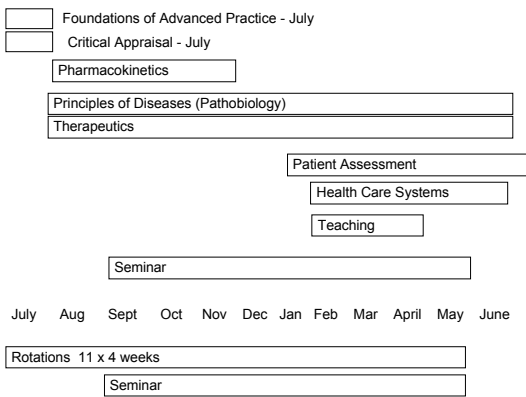 Foundations of Advanced Practice - July
Critical Appraisal - July
Pharmacokinetics
Principles of Diseases (Pathobiology)
Therapeutics
Patient Assessment
Health Care Systems
Teaching
Seminar
July Aug Sept Oct Nov Dec Jan Feb Mar April May June
Rotations 11 x 4 weeks
Seminar